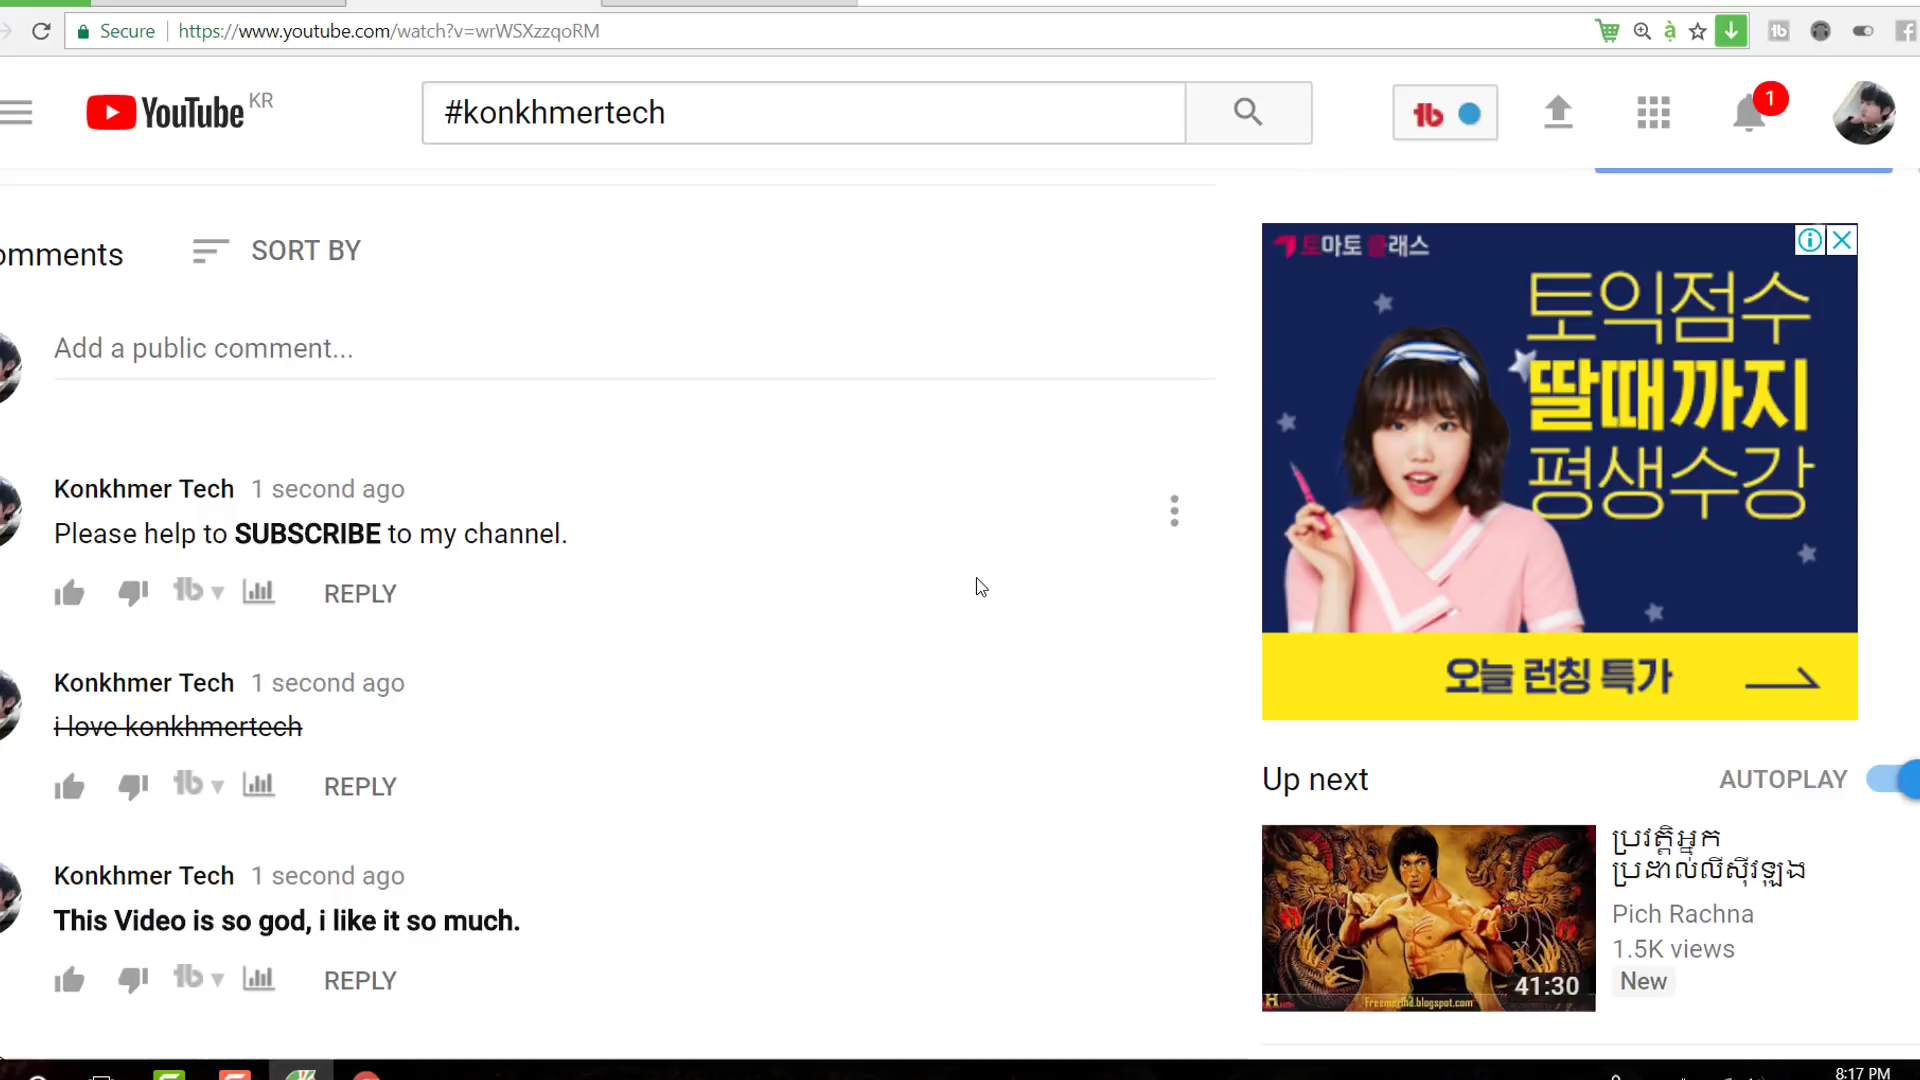 Secure https://www.youtube.com/watch?v=wrWSXzzqoRM
YouTube KR
#konkhmertech
1
omments
SORT BY
Add a public comment...
Konkhmer Tech 1 second ago
Please help to SUBSCRIBE to my channel.
REPLY
Konkhmer Tech 1 second ago
i love konkhmertech
REPLY
Konkhmer Tech 1 second ago
This Video is so god, i like it so much.
REPLY
토마토 클래스
토익점수
딸때까지
평생수강
오늘 런칭 특가
Up next
AUTOPLAY
41:30
Freemegihd.blogspot.com
ប្រវត្តិអ្នក
ប្រដាល់លីស៊ីវឡុង
Pich Rachna
1.5K views
New
8:17 PM